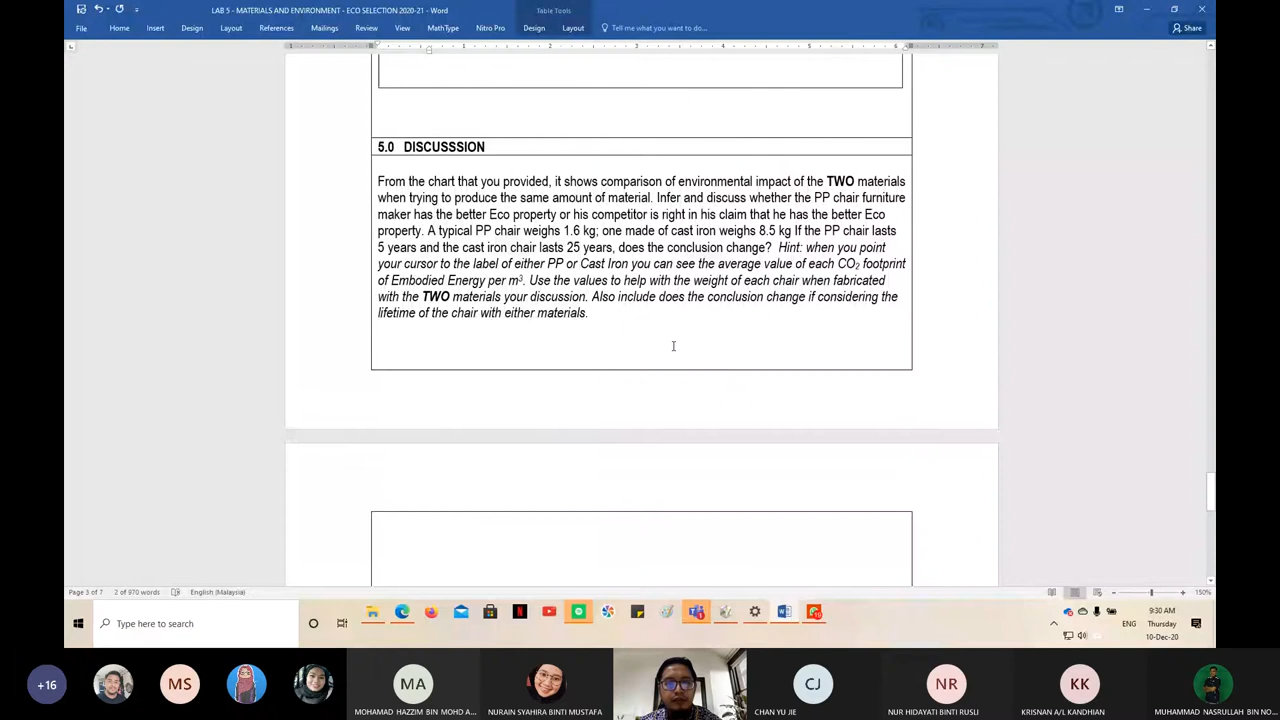 LAB 5 - MATERIALS AND ENVIRONMENT - ECO SELECTION 2020-21 - Word
Table Tools
File Home Insert Design Layout References Mailings Review View MathType Nitro Pro Design Layout Tell me what you want to do... Share
5.0 DISCUSSSION
From the chart that you provided, it shows comparison of environmental impact of the TWO materials
when trying to produce the same amount of material. Infer and discuss whether the PP chair furniture
maker has the better Eco property or his competitor is right in his claim that he has the better Eco
property. A typical PP chair weighs 1.6 kg; one made of cast iron weighs 8.5 kg If the PP chair lasts
5 years and the cast iron chair lasts 25 years, does the conclusion change? Hint: when you point
your cursor to the label of either PP or Cast Iron you can see the average value of each CO2 footprint
of Embodied Energy per m3. Use the values to help with the weight of each chair when fabricated
with the TWO materials your discussion. Also include does the conclusion change if considering the
lifetime of the chair with either materials.
Page 3 of 7 2 of 970 words English (Malaysia) 150%
Type here to search
ENG
9:30 AM
Thursday
10-Dec-20
+16 MS MA CJ NR KK
MOHAMAD HAZZIM BIN MOHD A... NURAIN SYAHIRA BINTI MUSTAFA CHAN YU JIE NUR HIDAYATI BINTI RUSLI KRISNAN A/L KANDHIAN MUHAMMAD NASRULLAH BIN NO...